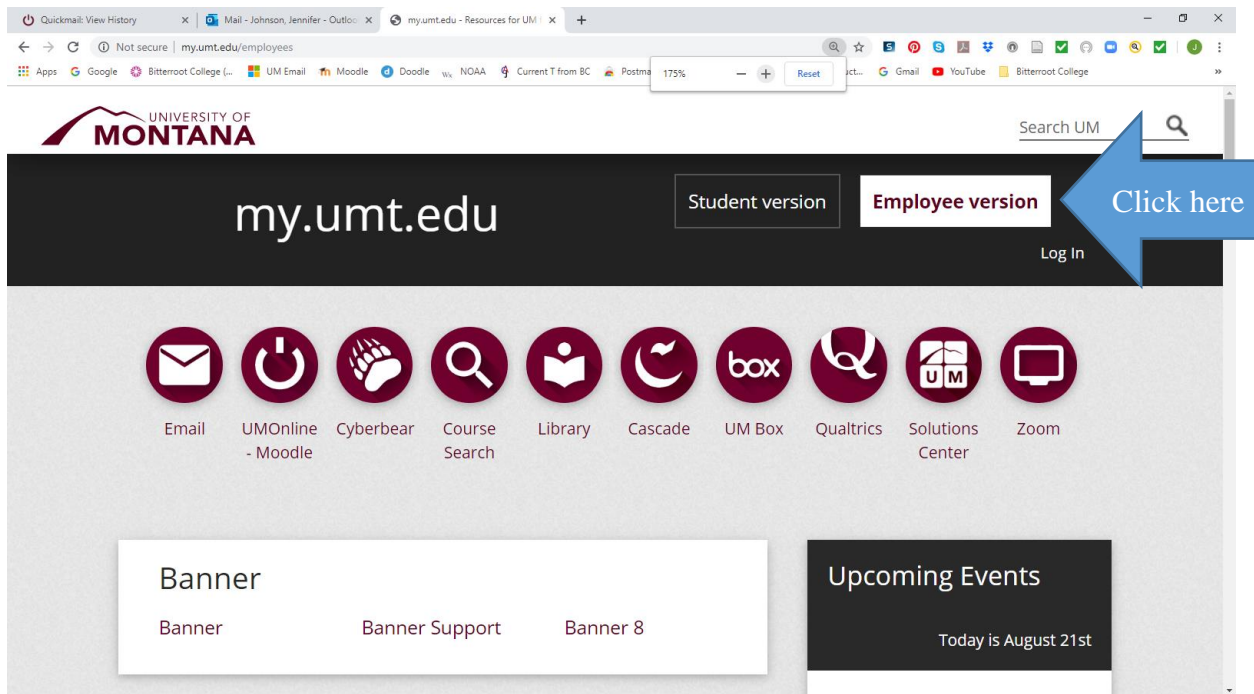 Quickmail: View History
Mail - Johnson, Jennifer - Outloo
my.umt.edu - Resources for UM
Not secure | my.umt.edu/employees
Apps Google Bitterroot College (... UM Email Moodle Doodle NOAA Current T from BC Postma 175% Reset uct... Gmail YouTube Bitterroot College
UNIVERSITY OF
MONTANA
Search UM
my.umt.edu
Student version
Employee version
Click here
Log In
box
UM
Email
UMOnline
- Moodle
Cyberbear
Course
Search
Library
Cascade
UM Box
Qualtrics
Solutions
Center
Zoom
Banner
Banner Banner Support Banner 8
Upcoming Events
Today is August 21st